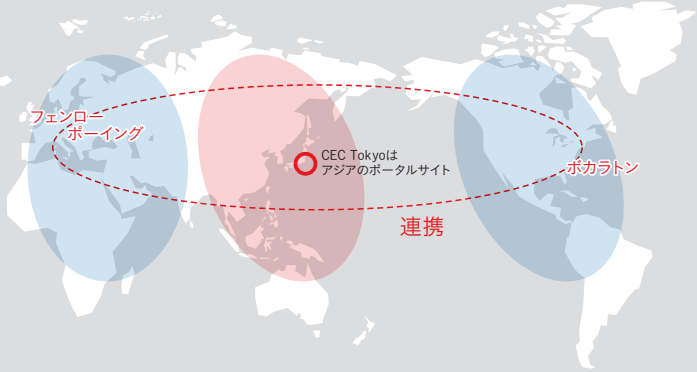 フェンロー
ポーイング
CEC Tokyoは
アジアのポータルサイト
ボカラトン
連携